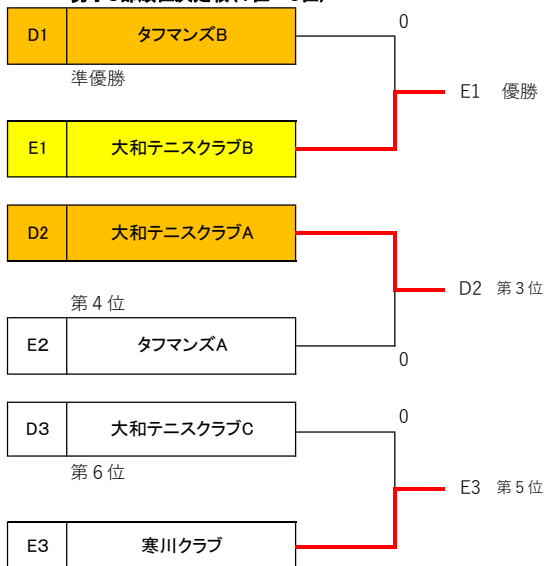 D1 タフマンズB 0
準優勝
E1 優勝
E1 大和テニスクラブB
D2 大和テニスクラブA
D2 第3位
第4位
E2 タフマンズA 0
D3 大和テニスクラブC 0
第6位
E3 第5位
E3 寒川クラブ